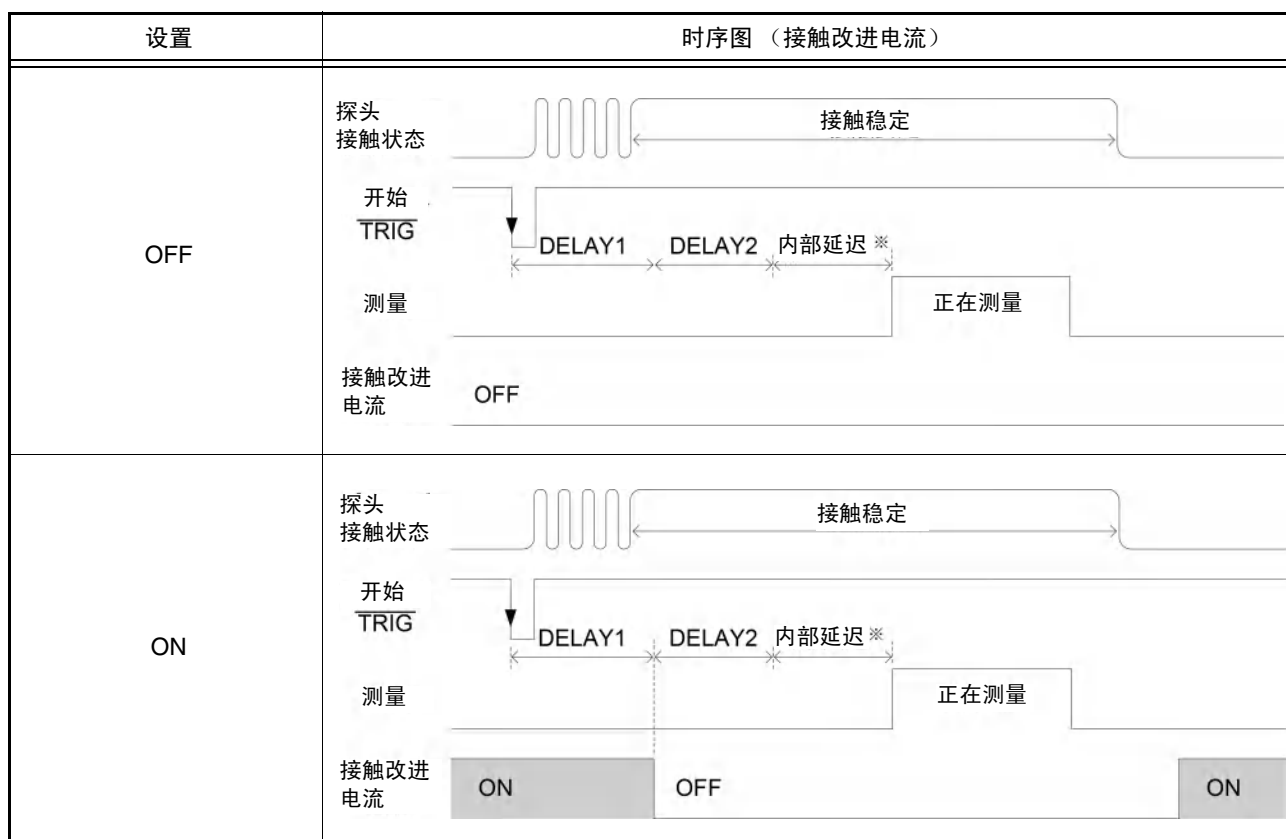 设置
时序图 （接触改进电流）
OFF
探头
接触状态
接触稳定
开始
TRIG
DELAY1
DELAY2
内部延迟 ※
测量
正在测量
接触改进
电流
OFF
ON
探头
接触状态
接触稳定
开始
TRIG
DELAY1
DELAY2
内部延迟 ※
测量
正在测量
接触改进
电流
ON
OFF
ON